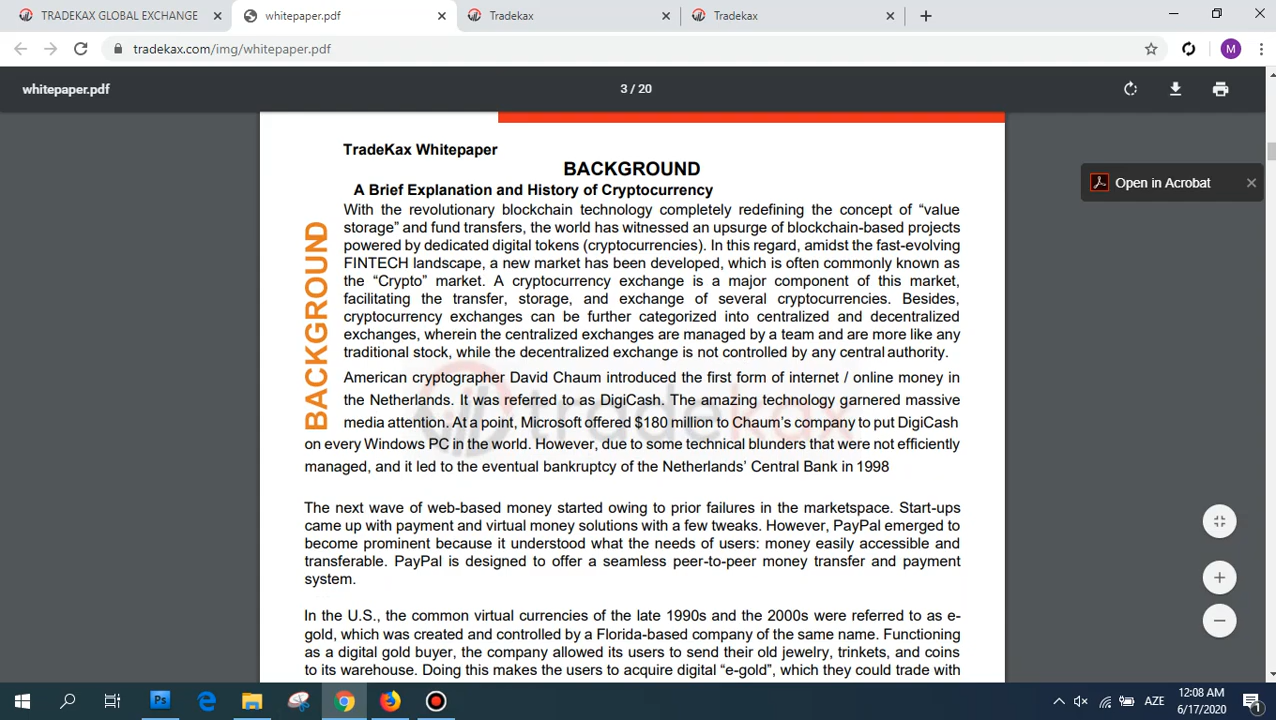 TRADEKAX GLOBAL EXCHANGE
whitepaper.pdf
Tradekax
Tradekax
tradekax.com/img/whitepaper.pdf
M
whitepaper.pdf
3 / 20
Open in Acrobat
TradeKax Whitepaper
BACKGROUND
A Brief Explanation and History of Cryptocurrency
BACKGROUND
With the revolutionary blockchain technology completely redefining the concept of “value
storage” and fund transfers, the world has witnessed an upsurge of blockchain-based projects
powered by dedicated digital tokens (cryptocurrencies). In this regard, amidst the fast-evolving
FINTECH landscape, a new market has been developed, which is often commonly known as
the “Crypto” market. A cryptocurrency exchange is a major component of this market,
facilitating the transfer, storage, and exchange of several cryptocurrencies. Besides,
cryptocurrency exchanges can be further categorized into centralized and decentralized
exchanges, wherein the centralized exchanges are managed by a team and are more like any
traditional stock, while the decentralized exchange is not controlled by any central authority.
American cryptographer David Chaum introduced the first form of internet / online money in
the Netherlands. It was referred to as DigiCash. The amazing technology garnered massive
media attention. At a point, Microsoft offered $180 million to Chaum’s company to put DigiCash
on every Windows PC in the world. However, due to some technical blunders that were not efficiently
managed, and it led to the eventual bankruptcy of the Netherlands’ Central Bank in 1998
tradekax
The next wave of web-based money started owing to prior failures in the marketspace. Start-ups
came up with payment and virtual money solutions with a few tweaks. However, PayPal emerged to
become prominent because it understood what the needs of users: money easily accessible and
transferable. PayPal is designed to offer a seamless peer-to-peer money transfer and payment
system.
In the U.S., the common virtual currencies of the late 1990s and the 2000s were referred to as e-
gold, which was created and controlled by a Florida-based company of the same name. Functioning
as a digital gold buyer, the company allowed its users to send their old jewelry, trinkets, and coins
to its warehouse. Doing this makes the users to acquire digital “e-gold”, which they could trade with
Ps
AZE
12:08 AM
6/17/2020
1